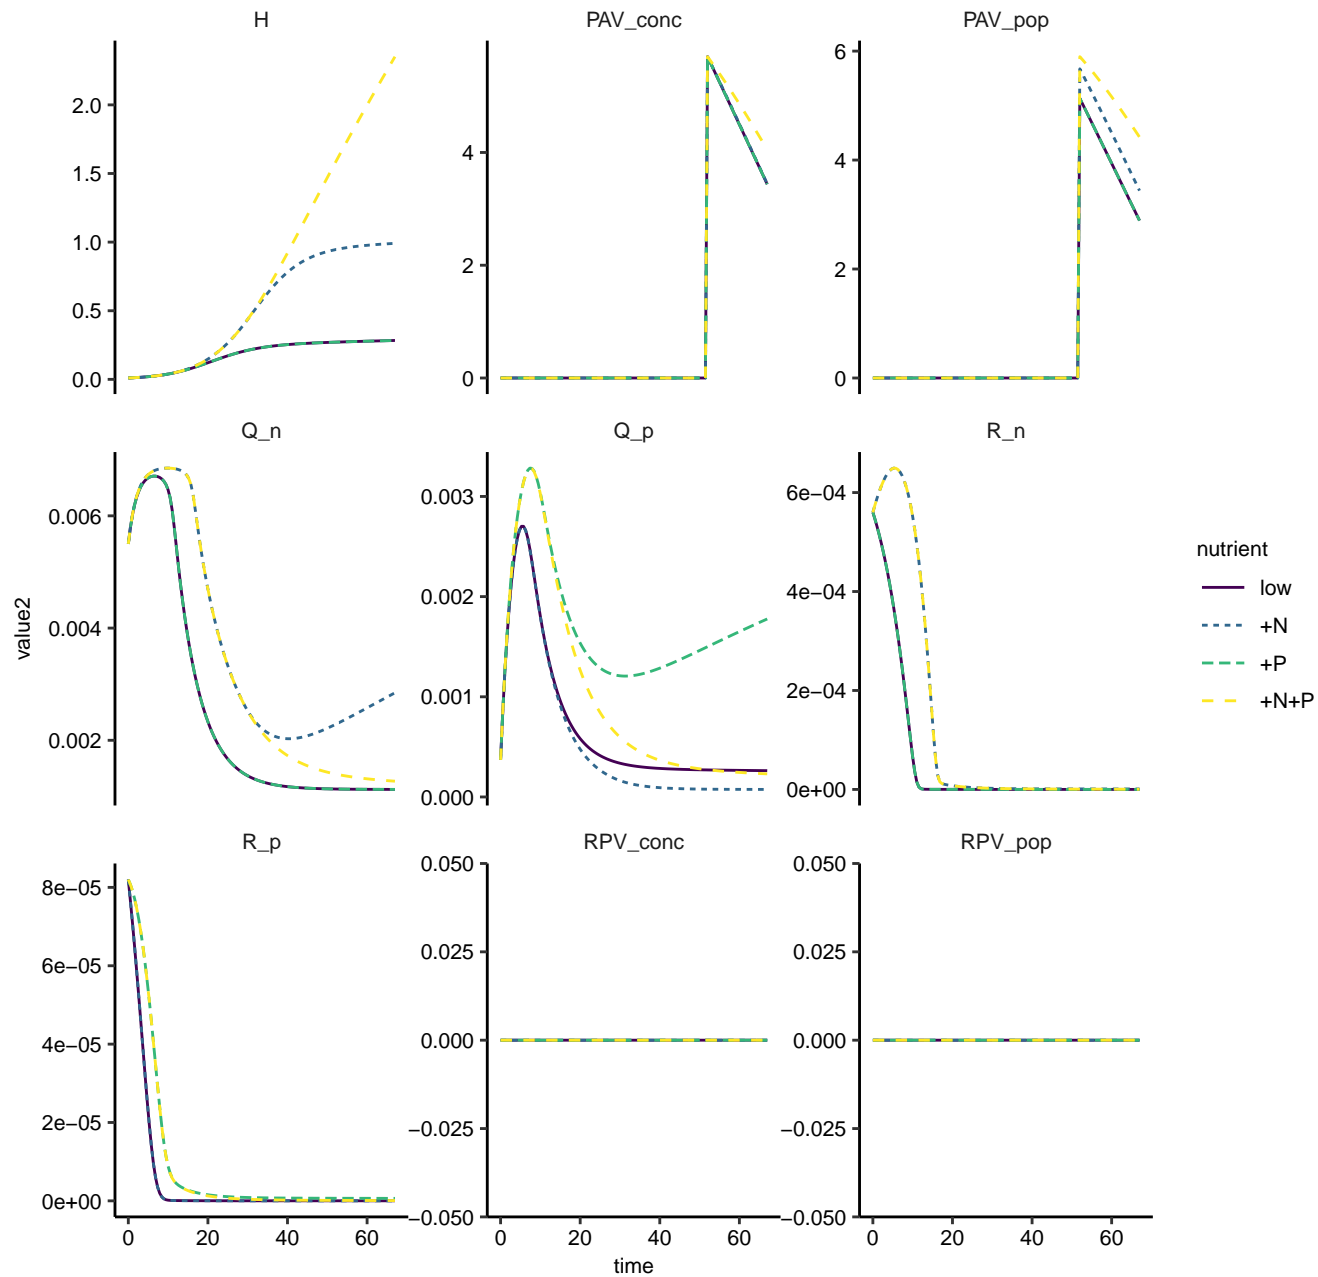 H
PAV_conc
PAV_pop
2.0
1.5
1.0
0.5
0.0
4
2
0
6
4
2
0
Q_n
Q_p
R_n
0.006
0.004
0.002
0.003
0.002
0.001
0.000
6e−04
4e−04
2e−04
0e+00
R_p
RPV_conc
RPV_pop
8e−05
6e−05
4e−05
2e−05
0e+00
0.050
0.025
0.000
−0.025
−0.050
0.050
0.025
0.000
−0.025
−0.050
0 20 40 60
0 20 40 60
0 20 40 60
time
value2
nutrient
low
+N
+P
+N+P